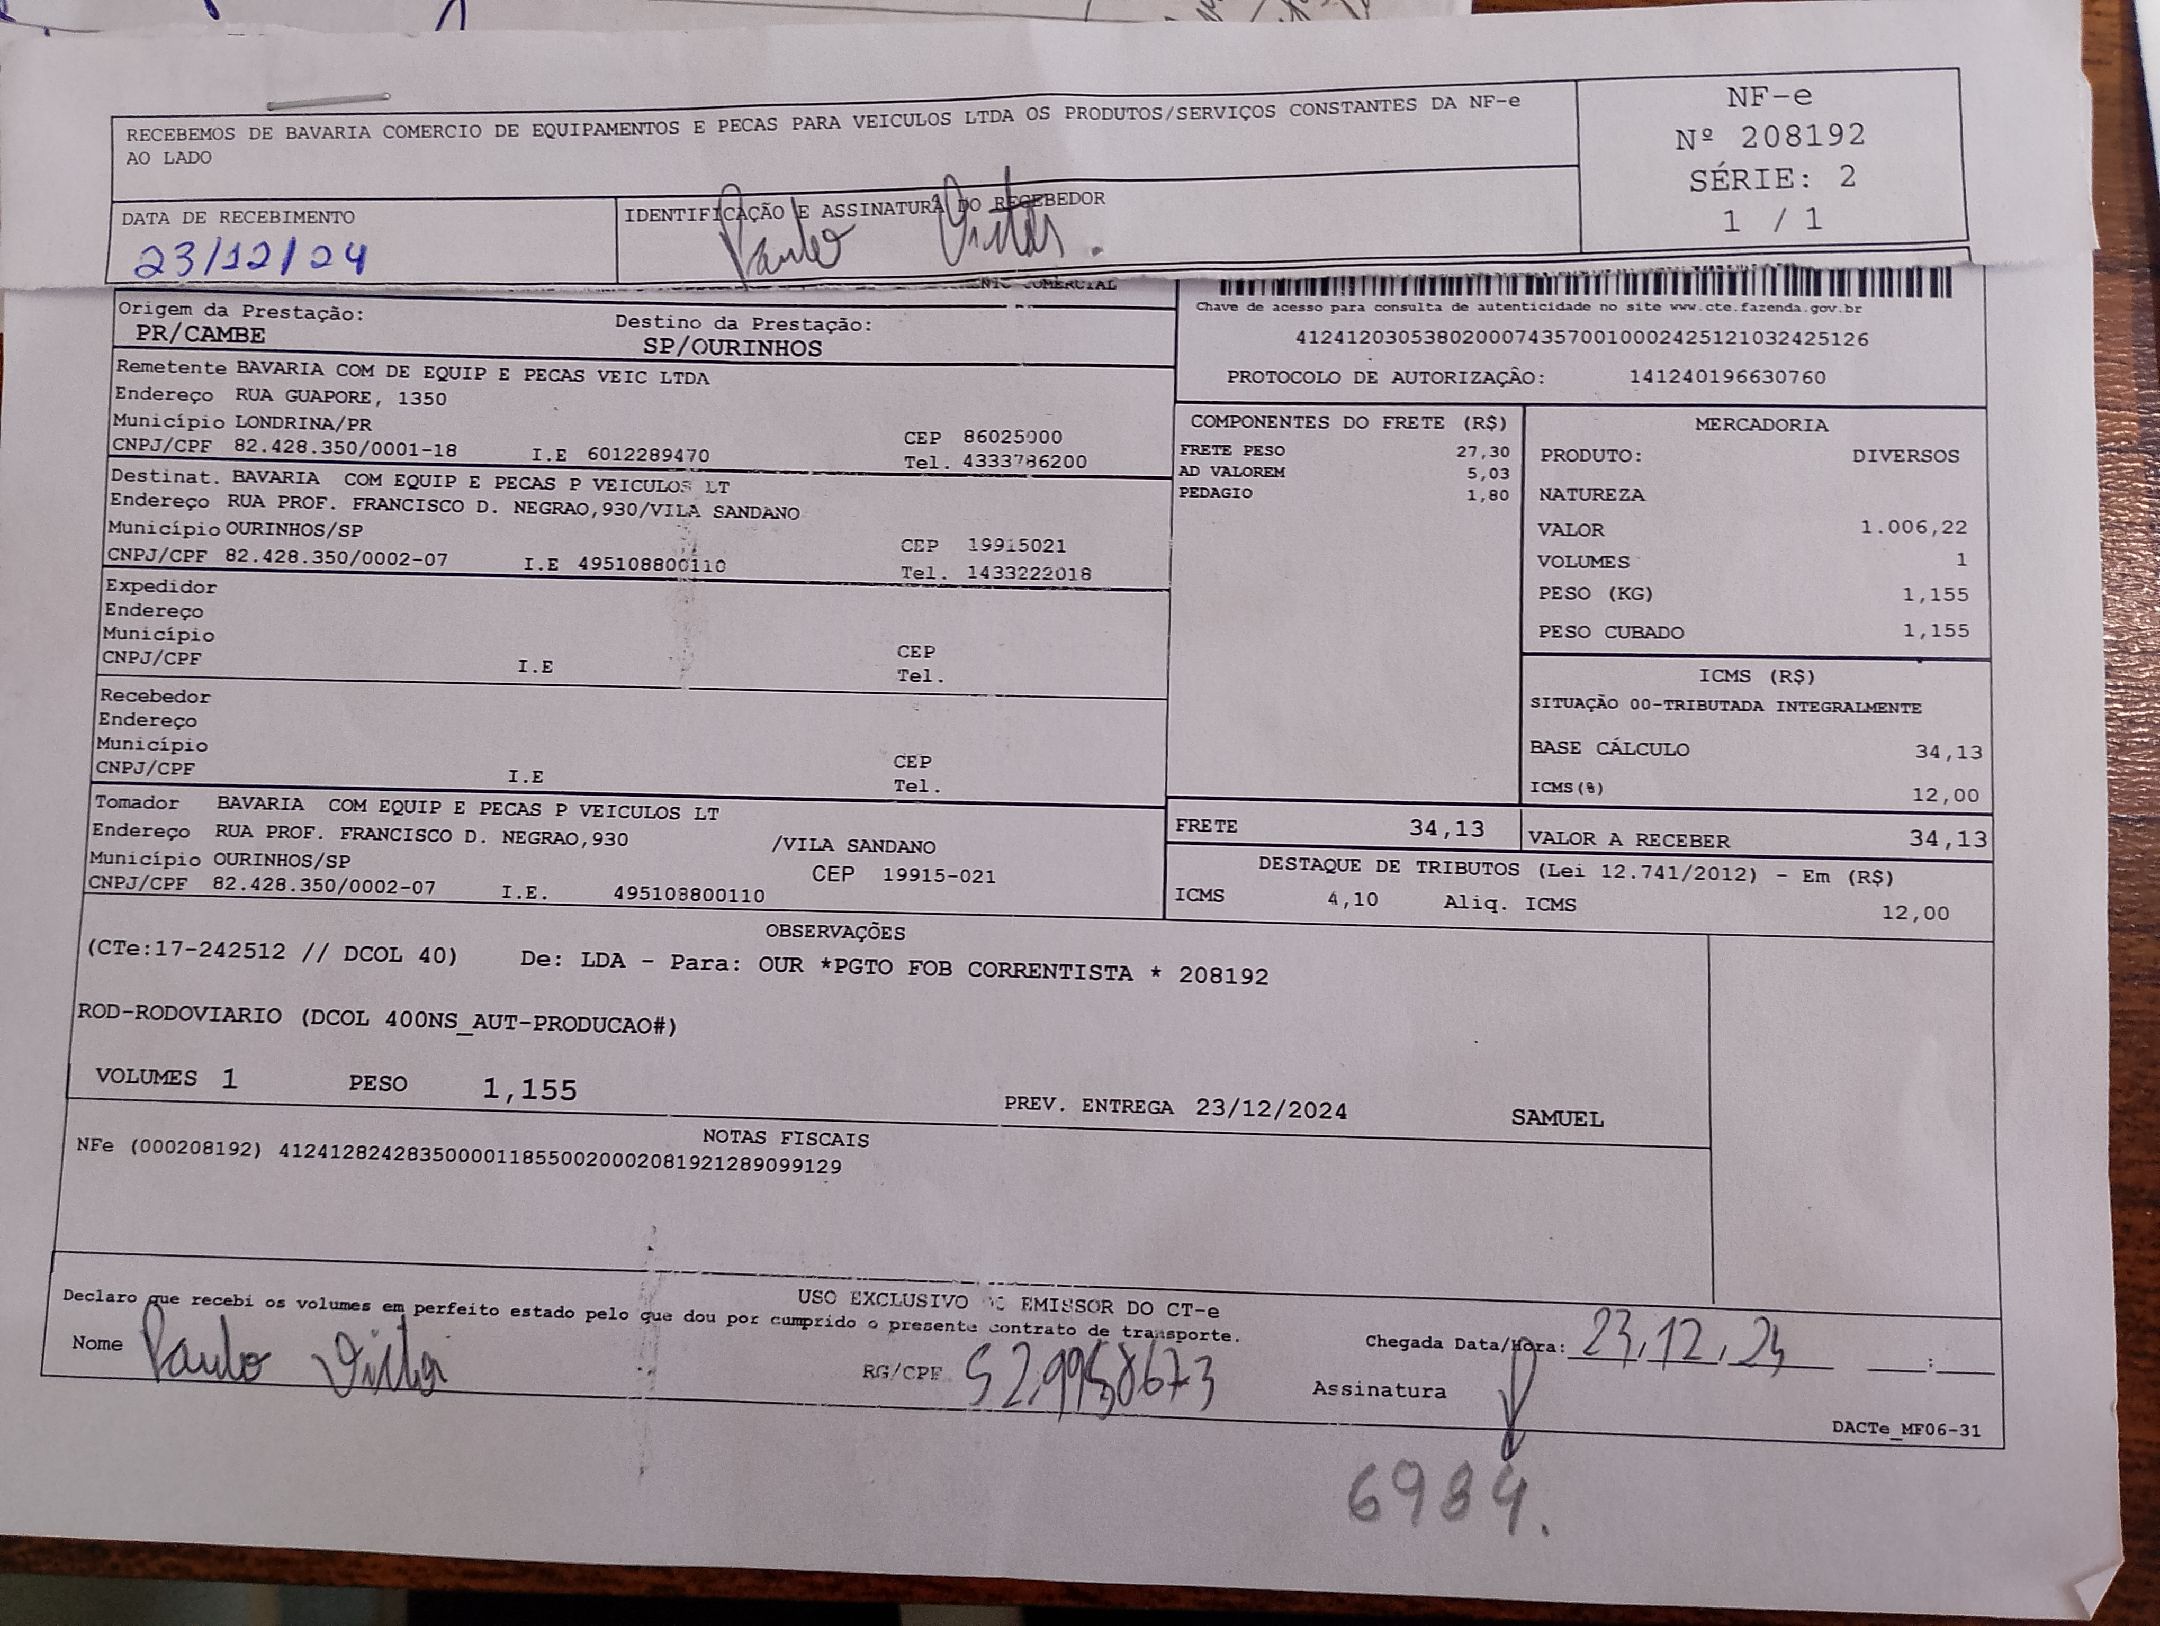 RECEBEMOS DE BAVARIA COMERCIO DE EQUIPAMENTOS E PECAS PARA VEICULOS LTDA OS PRODUTOS/SERVIÇOS CONSTANTES DA NF-e
AO LADO
NF-e
Nº 208192
SÉRIE: 2
1 / 1
DATA DE RECEBIMENTO
23/12/24
IDENTIFICAÇÃO E ASSINATURA DO RECEBEDOR
Paulo
Origem da Prestação:
PR/CAMBE
Destino da Prestação:
SP/OURINHOS
Chave de acesso para consulta de autenticidade no site www.cte.fazenda.gov.br
41241203053802000743570010002425121032425126
PROTOCOLO DE AUTORIZAÇÃO: 141240196630760
Remetente BAVARIA COM DE EQUIP E PECAS VEIC LTDA
Endereço RUA GUAPORE, 1350
Município LONDRINA/PR
CEP 86025000
CNPJ/CPF 82.428.350/0001-18 I.E 6012289470
Tel. 4333786200
Destinat. BAVARIA COM EQUIP E PECAS P VEICULOS LT
Endereço RUA PROF. FRANCISCO D. NEGRAO,930/VILA SANDANO
Município OURINHOS/SP
CEP 19915021
CNPJ/CPF 82.428.350/0002-07 I.E 495108800110
Tel. 1433222018
Expedidor
Endereço
Município
CEP
CNPJ/CPF I.E
Tel.
Recebedor
Endereço
Município
CEP
CNPJ/CPF I.E
Tel.
Tomador BAVARIA COM EQUIP E PECAS P VEICULOS LT
Endereço RUA PROF. FRANCISCO D. NEGRAO,930 /VILA SANDANO
Município OURINHOS/SP CEP 19915-021
CNPJ/CPF 82.428.350/0002-07 I.E. 495108800110
COMPONENTES DO FRETE (R$)
FRETE PESO 27,30
AD VALOREM 5,03
PEDAGIO 1,80
MERCADORIA
PRODUTO: DIVERSOS
NATUREZA
VALOR 1.006,22
VOLUMES 1
PESO (KG) 1,155
PESO CUBADO 1,155
ICMS (R$)
SITUAÇÃO 00-TRIBUTADA INTEGRALMENTE
BASE CÁLCULO 34,13
ICMS(%) 12,00
FRETE 34,13
VALOR A RECEBER 34,13
DESTAQUE DE TRIBUTOS (Lei 12.741/2012) - Em (R$)
ICMS 4,10 Aliq. ICMS 12,00
OBSERVAÇÕES
(CTe:17-242512 // DCOL 40) De: LDA - Para: OUR *PGTO FOB CORRENTISTA * 208192
ROD-RODOVIARIO (DCOL 400NS_AUT-PRODUCAO#)
VOLUMES 1 PESO 1,155 PREV. ENTREGA 23/12/2024 SAMUEL
NOTAS FISCAIS
NFe (000208192) 41241282428350000118550020002081921289099129
USO EXCLUSIVO EMISSOR DO CT-e
Declaro que recebi os volumes em perfeito estado pelo que dou por cumprido o presente contrato de transporte.
Nome Paulo
RG/CPF
Chegada Data/Hora: 23,12,24 :
Assinatura
DACTe_MF06-31
6984.